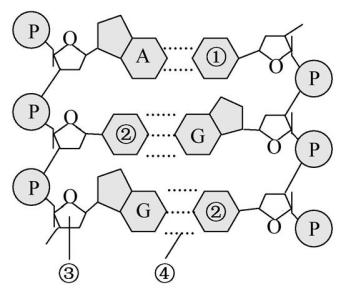 P O A ① O
P
P O ② G O
P
P O G ② O
P
③ ④